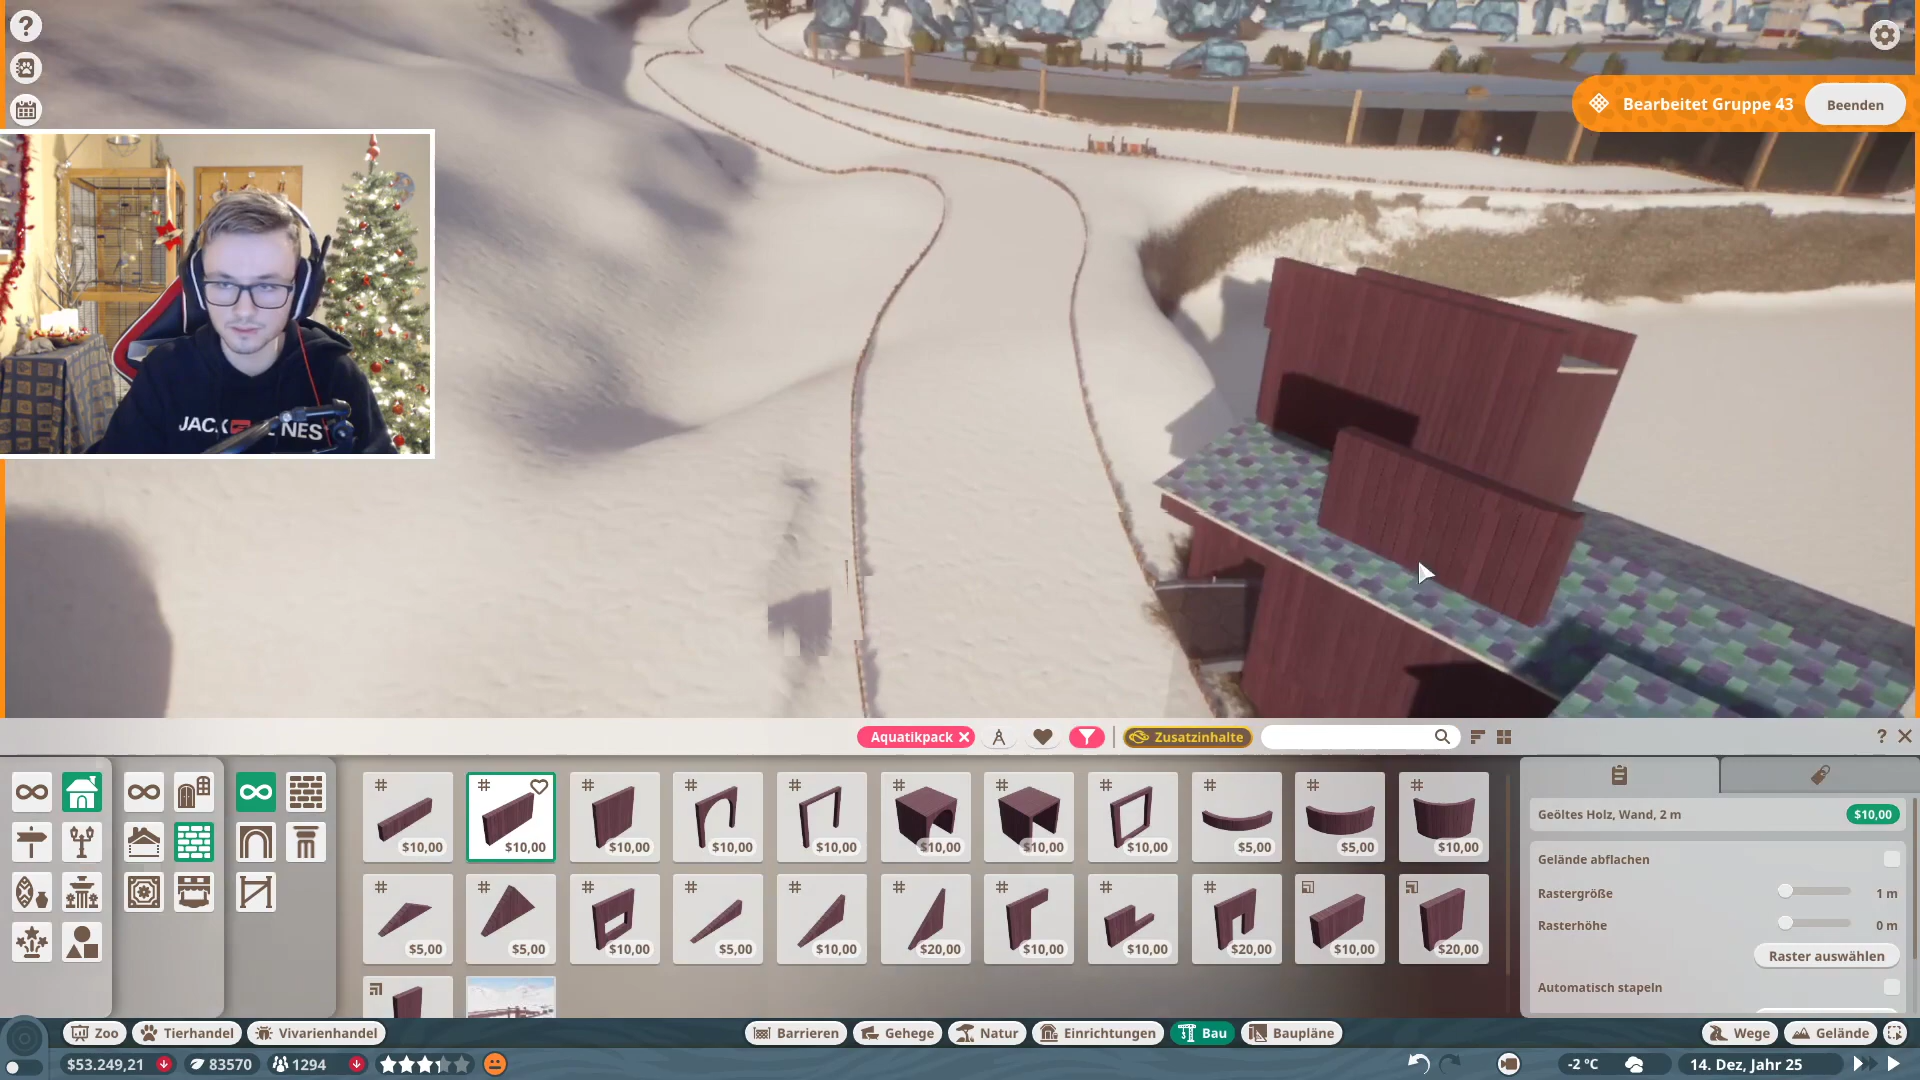 ?
Bearbeitet Gruppe 43
Beenden
JACK
NES
Aquatikpack
Zusatzinhalte
?
$10,00
$10,00
$10,00
$10,00
$10,00
$10,00
$10,00
$10,00
$5,00
$5,00
$10,00
$5,00
$5,00
$10,00
$5,00
$10,00
$20,00
$10,00
$10,00
$20,00
$10,00
$20,00
Geöltes Holz, Wand, 2 m
$10,00
Gelände abflachen
Rastergröße
1 m
Rasterhöhe
0 m
Raster auswählen
Automatisch stapeln
Zoo
Tierhandel
Vivarienhandel
Barrieren
Gehege
Natur
Einrichtungen
Bau
Baupläne
Wege
Gelände
$53.249,21
83570
1294
-2 °C
14. Dez, Jahr 25